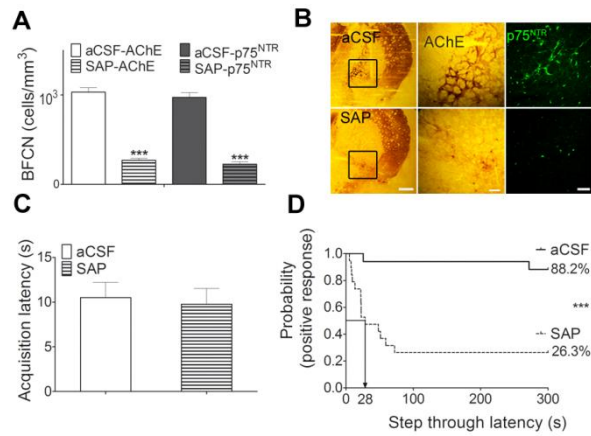 A
aCSF-AChE
aCSF-p75NTR
SAP-AChE
SAP-p75NTR
BFCN (cells/mm3)
103
0
***
***
B
aCSF
AChE
p75NTR
SAP
C
aCSF
SAP
Acquisition latency (s)
15
10
5
0
D
Probability
(positive response)
1.0
0.8
0.6
0.4
0.2
0.0
aCSF
88.2%
***
SAP
26.3%
0 28 100 200 300
Step through latency (s)